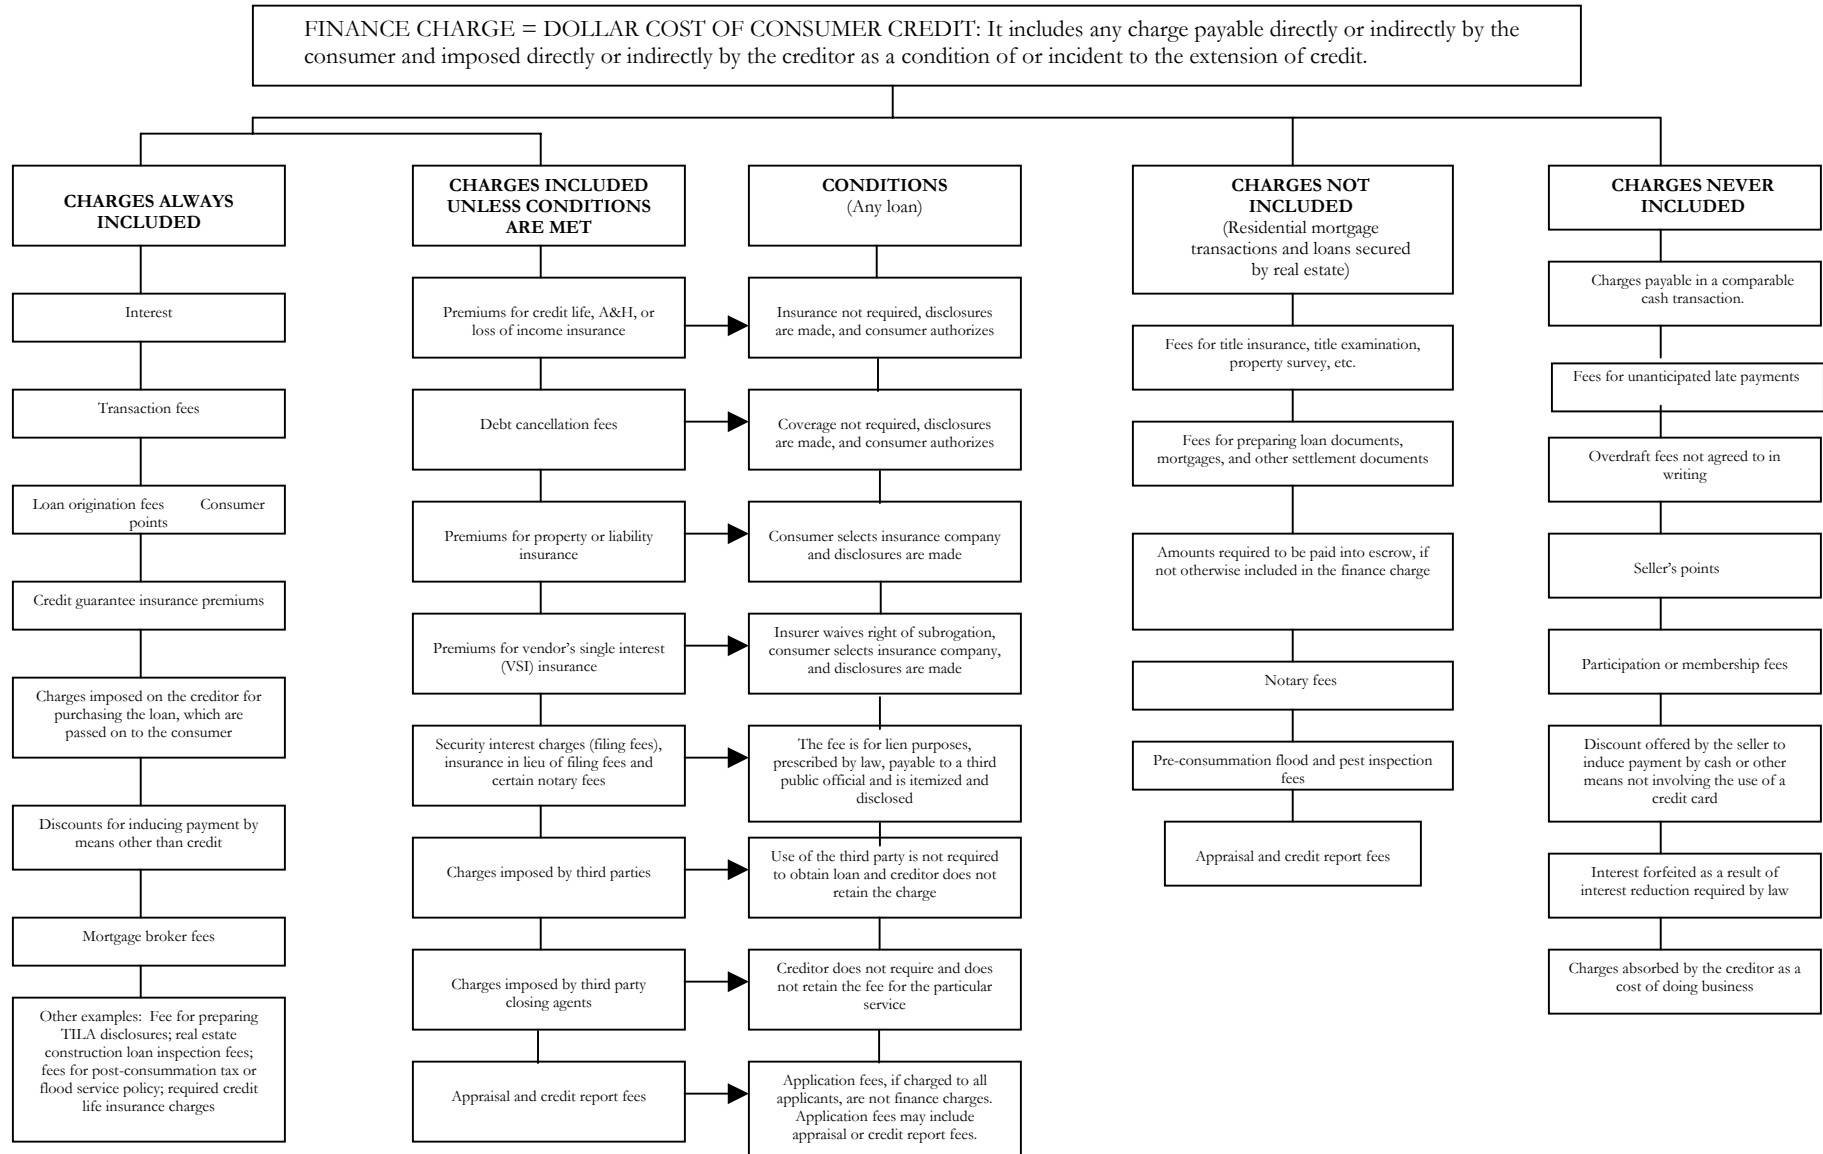 FINANCE CHARGE = DOLLAR COST OF CONSUMER CREDIT: It includes any charge payable directly or indirectly by the
consumer and imposed directly or indirectly by the creditor as a condition of or incident to the extension of credit.
CHARGES ALWAYS
INCLUDED
Interest
Transaction fees
Loan origination fees Consumer
points
Credit guarantee insurance premiums
Charges imposed on the creditor for
purchasing the loan, which are
passed on to the consumer
Discounts for inducing payment by
means other than credit
Mortgage broker fees
Other examples: Fee for preparing
TILA disclosures; real estate
construction loan inspection fees;
fees for post-consummation tax or
flood service policy; required credit
life insurance charges
CHARGES INCLUDED
UNLESS CONDITIONS
ARE MET
Premiums for credit life, A&H, or
loss of income insurance
Debt cancellation fees
Premiums for property or liability
insurance
Premiums for vendor's single interest
(VSI) insurance
Security interest charges (filing fees),
insurance in lieu of filing fees and
certain notary fees
Charges imposed by third parties
Charges imposed by third party
closing agents
Appraisal and credit report fees
CONDITIONS
(Any loan)
Insurance not required, disclosures
are made, and consumer authorizes
Coverage not required, disclosures
are made, and consumer authorizes
Consumer selects insurance company
and disclosures are made
Insurer waives right of subrogation,
consumer selects insurance company,
and disclosures are made
The fee is for lien purposes,
prescribed by law, payable to a third
public official and is itemized and
disclosed
Use of the third party is not required
to obtain loan and creditor does not
retain the charge
Creditor does not require and does
not retain the fee for the particular
service
Application fees, if charged to all
applicants, are not finance charges.
Application fees may include
appraisal or credit report fees.
CHARGES NOT
INCLUDED
(Residential mortgage
transactions and loans secured
by real estate)
Fees for title insurance, title examination,
property survey, etc.
Fees for preparing loan documents,
mortgages, and other settlement documents
Amounts required to be paid into escrow, if
not otherwise included in the finance charge
Notary fees
Pre-consummation flood and pest inspection
fees
Appraisal and credit report fees
CHARGES NEVER
INCLUDED
Charges payable in a comparable
cash transaction.
Fees for unanticipated late payments
Overdraft fees not agreed to in
writing
Seller's points
Participation or membership fees
Discount offered by the seller to
induce payment by cash or other
means not involving the use of a
credit card
Interest forfeited as a result of
interest reduction required by law
Charges absorbed by the creditor as a
cost of doing business